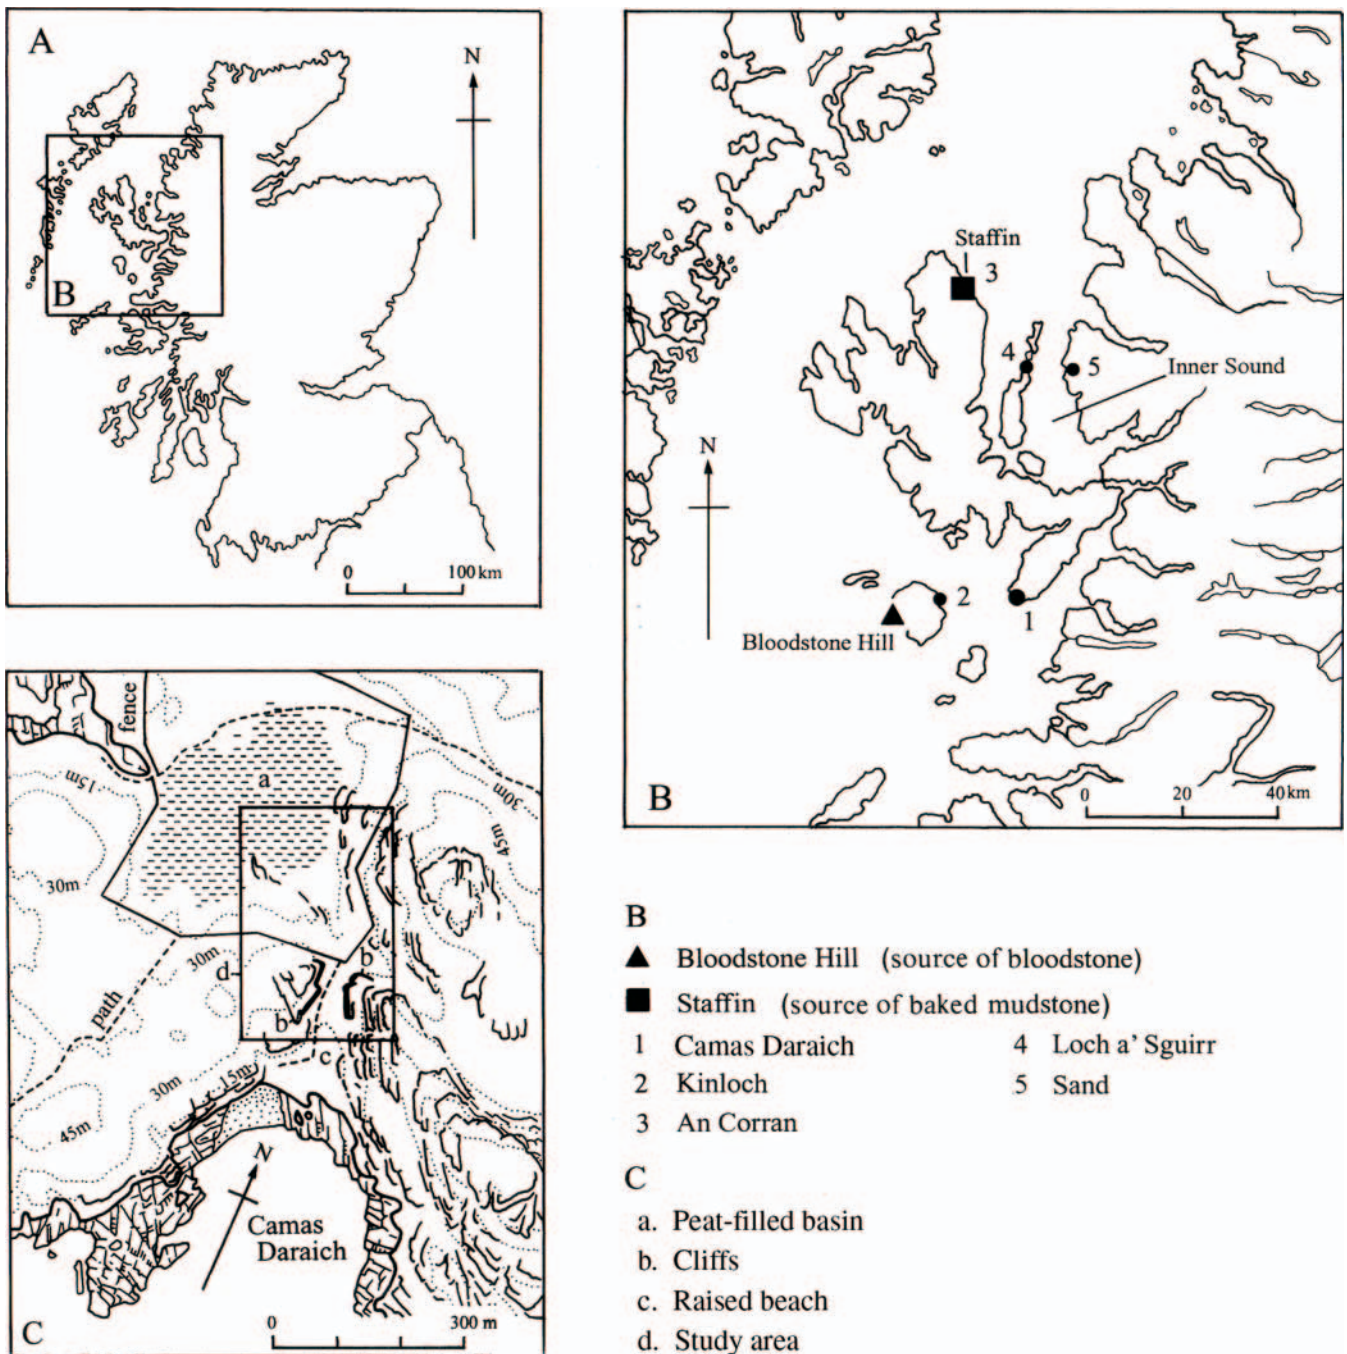 A
N
B
0 100 km
Staffin
3
4
5
Inner Sound
N
2
1
Bloodstone Hill
B
0 20 40 km
fence
15m
a
30m
45m
30m
30m
b
d
path
b
c
15m
30m
45m
N
Camas
Daraich
C
0 300 m
B
▲ Bloodstone Hill (source of bloodstone)
■ Staffin (source of baked mudstone)
1 Camas Daraich 4 Loch a' Sguirr
2 Kinloch 5 Sand
3 An Corran
C
a. Peat-filled basin
b. Cliffs
c. Raised beach
d. Study area